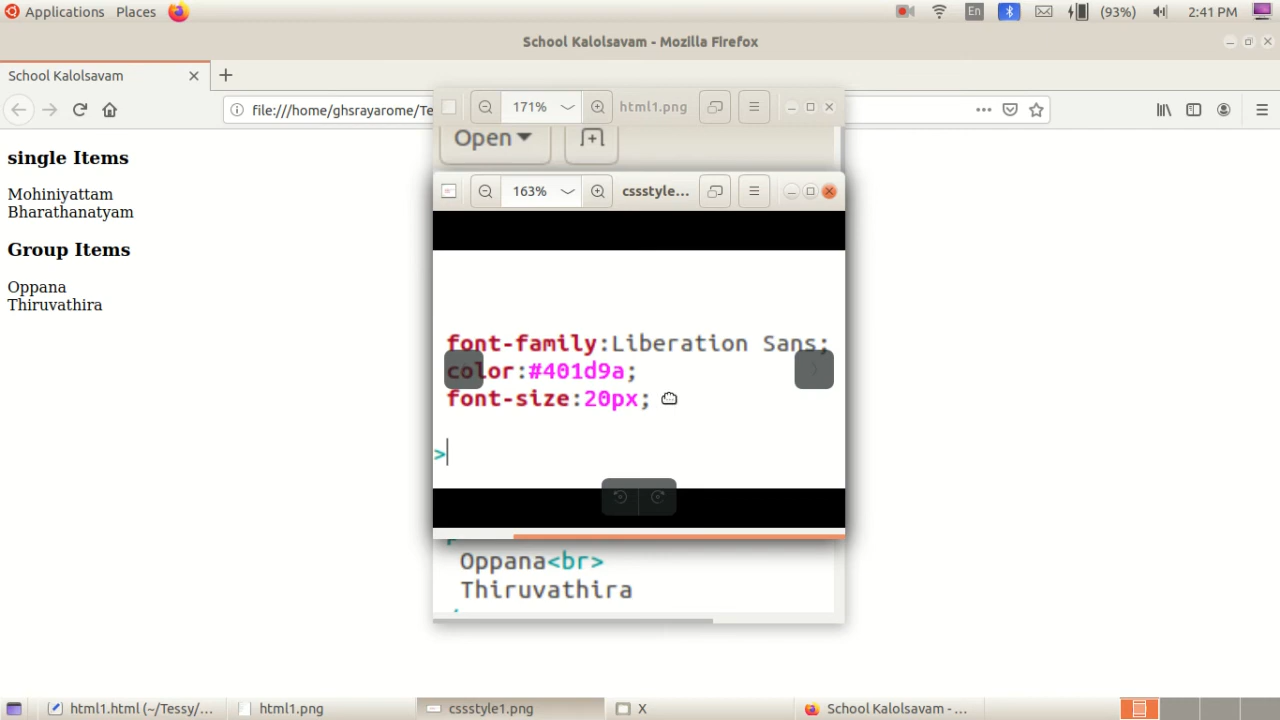 Applications Places En (93%) 2:41 PM
School Kalolsavam - Mozilla Firefox
School Kalolsavam
file:///home/ghsrayarome/Te
171% html1.png
Open
163% cssstyle...
single Items
Mohiniyattam
Bharathanatyam
Group Items
Oppana
Thiruvathira
font-family:Liberation Sans;
color:#401d9a;
font-size:20px;
>
Oppana<br>
Thiruvathira
html1.html (~/Tessy/... html1.png cssstyle1.png X School Kalolsavam - ...